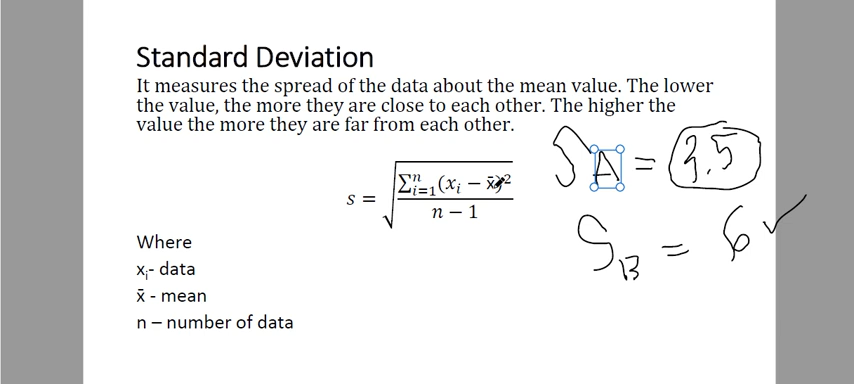 Standard Deviation
It measures the spread of the data about the mean value. The lower
the value, the more they are close to each other. The higher the
value the more they are far from each other.
S_A = 3.5
s = √(∑ⁿᵢ₌₁(xᵢ − x̄)²/(n − 1))
S_B = 6 ✓
Where
xᵢ- data
x̄ - mean
n – number of data